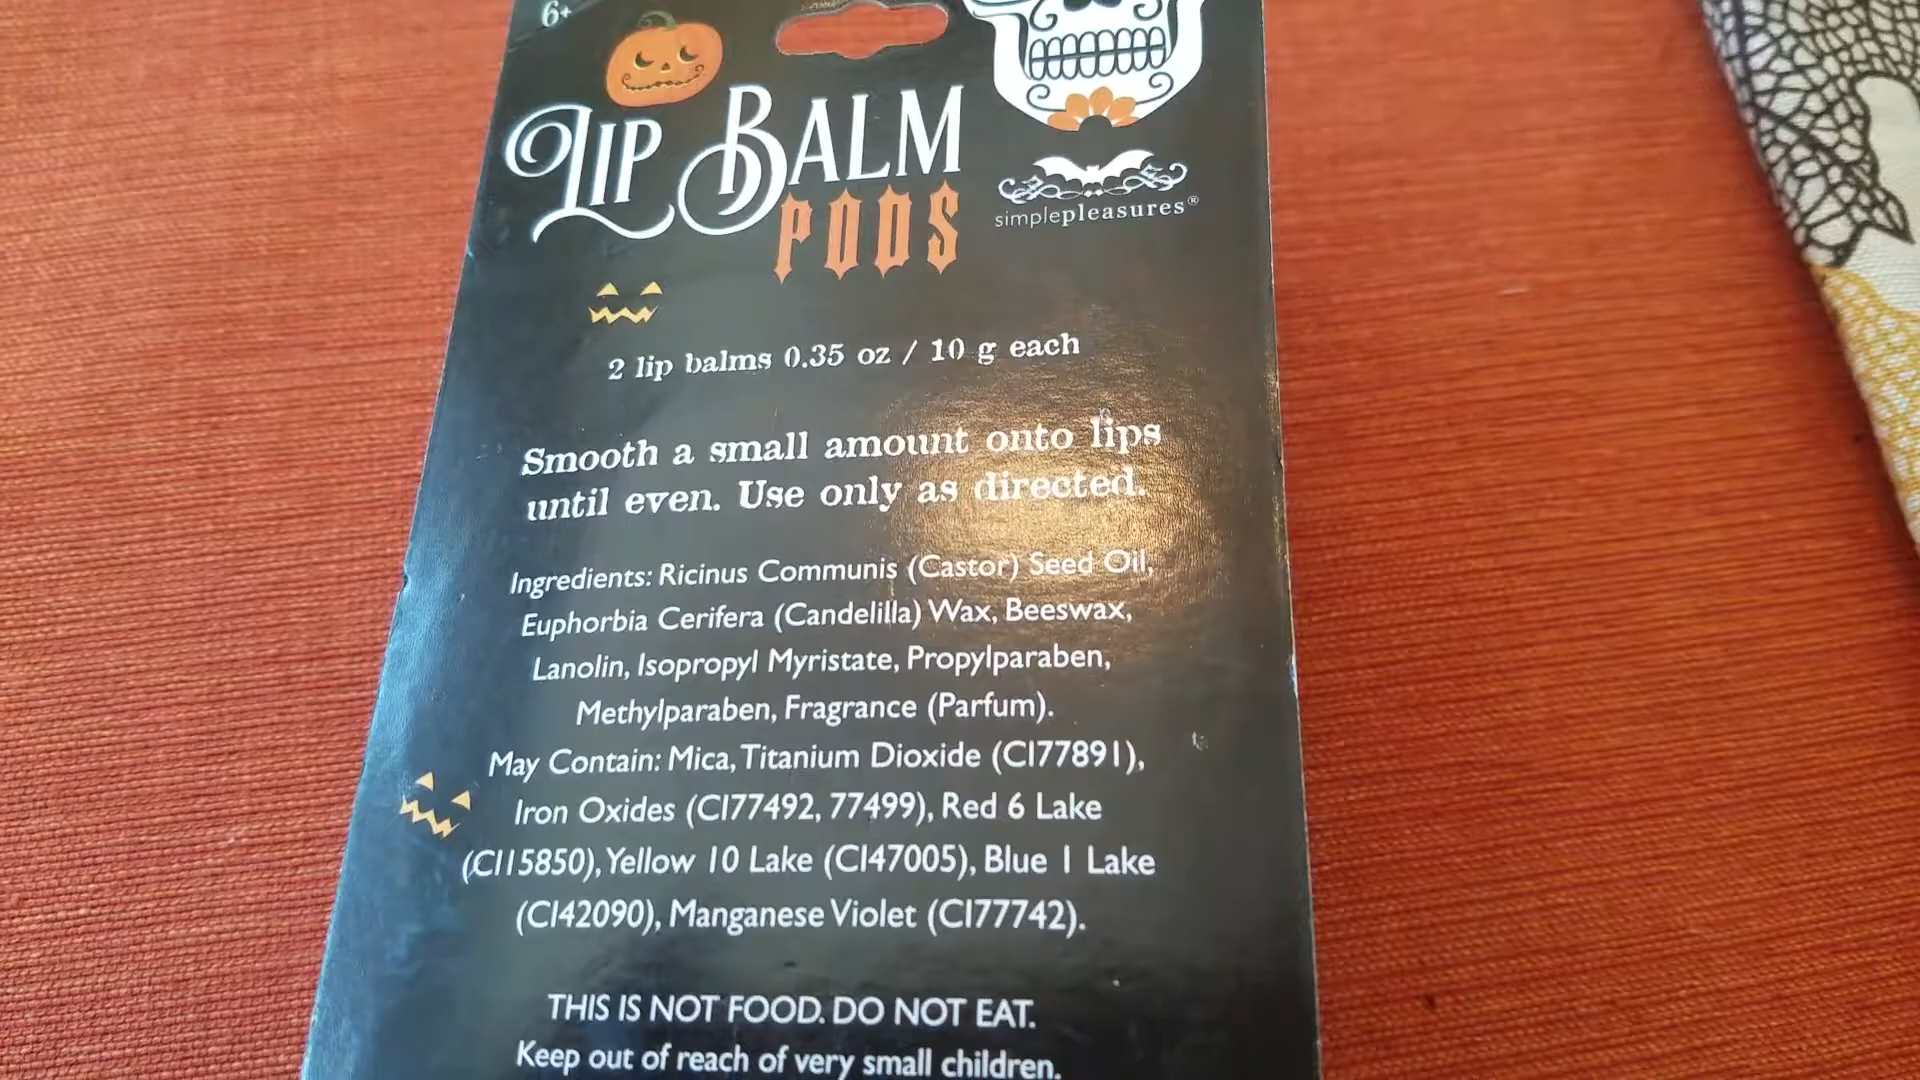 6+
LIP BALM
PODS
simplepleasures®
2 lip balms 0.35 oz / 10 g each
Smooth a small amount onto lips
until even. Use only as directed.
Ingredients: Ricinus Communis (Castor) Seed Oil,
Euphorbia Cerifera (Candelilla) Wax, Beeswax,
Lanolin, Isopropyl Myristate, Propylparaben,
Methylparaben, Fragrance (Parfum).
May Contain: Mica, Titanium Dioxide (CI77891),
Iron Oxides (CI77492, 77499), Red 6 Lake
(CI15850), Yellow 10 Lake (CI47005), Blue 1 Lake
(CI42090), Manganese Violet (CI77742).
THIS IS NOT FOOD. DO NOT EAT.
Keep out of reach of very small children.